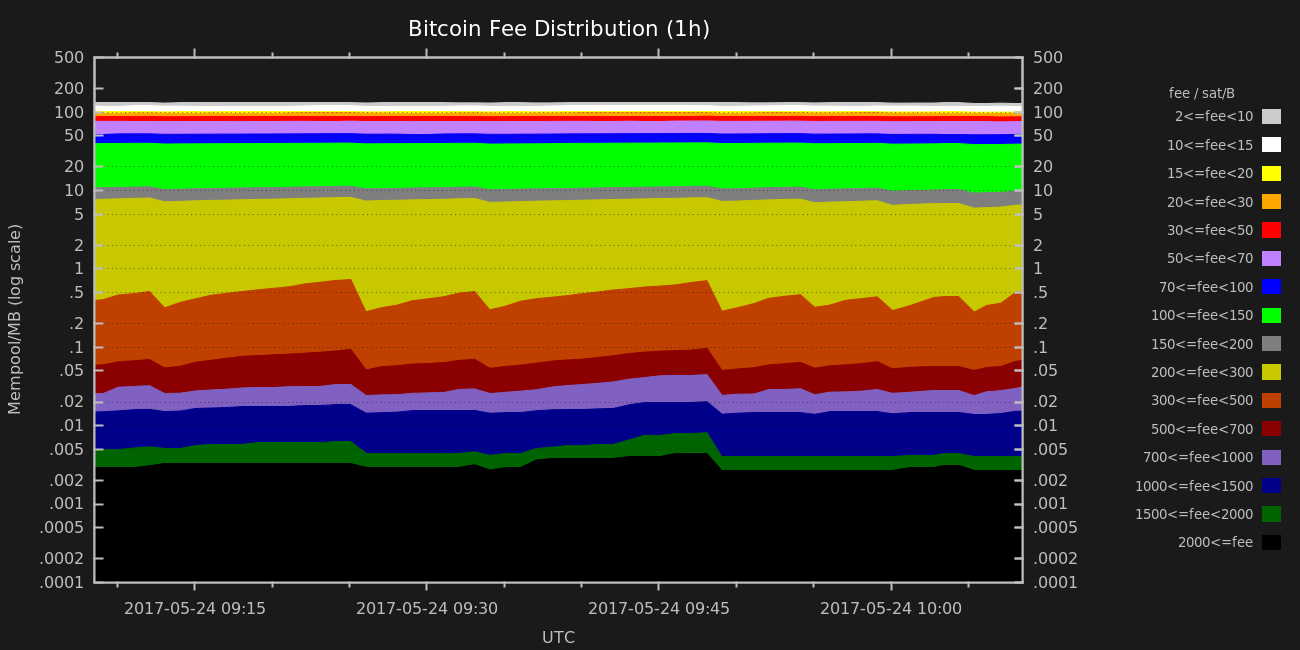 Bitcoin Fee Distribution (1h)
Mempool/MB (log scale)
500
200
100
50
20
10
5
2
1
.5
.2
.1
.05
.02
.01
.005
.002
.001
.0005
.0002
.0001
500
200
100
50
20
10
5
2
1
.5
.2
.1
.05
.02
.01
.005
.002
.001
.0005
.0002
.0001
2017-05-24 09:15
2017-05-24 09:30
2017-05-24 09:45
2017-05-24 10:00
UTC
fee / sat/B
2<=fee<10
10<=fee<15
15<=fee<20
20<=fee<30
30<=fee<50
50<=fee<70
70<=fee<100
100<=fee<150
150<=fee<200
200<=fee<300
300<=fee<500
500<=fee<700
700<=fee<1000
1000<=fee<1500
1500<=fee<2000
2000<=fee